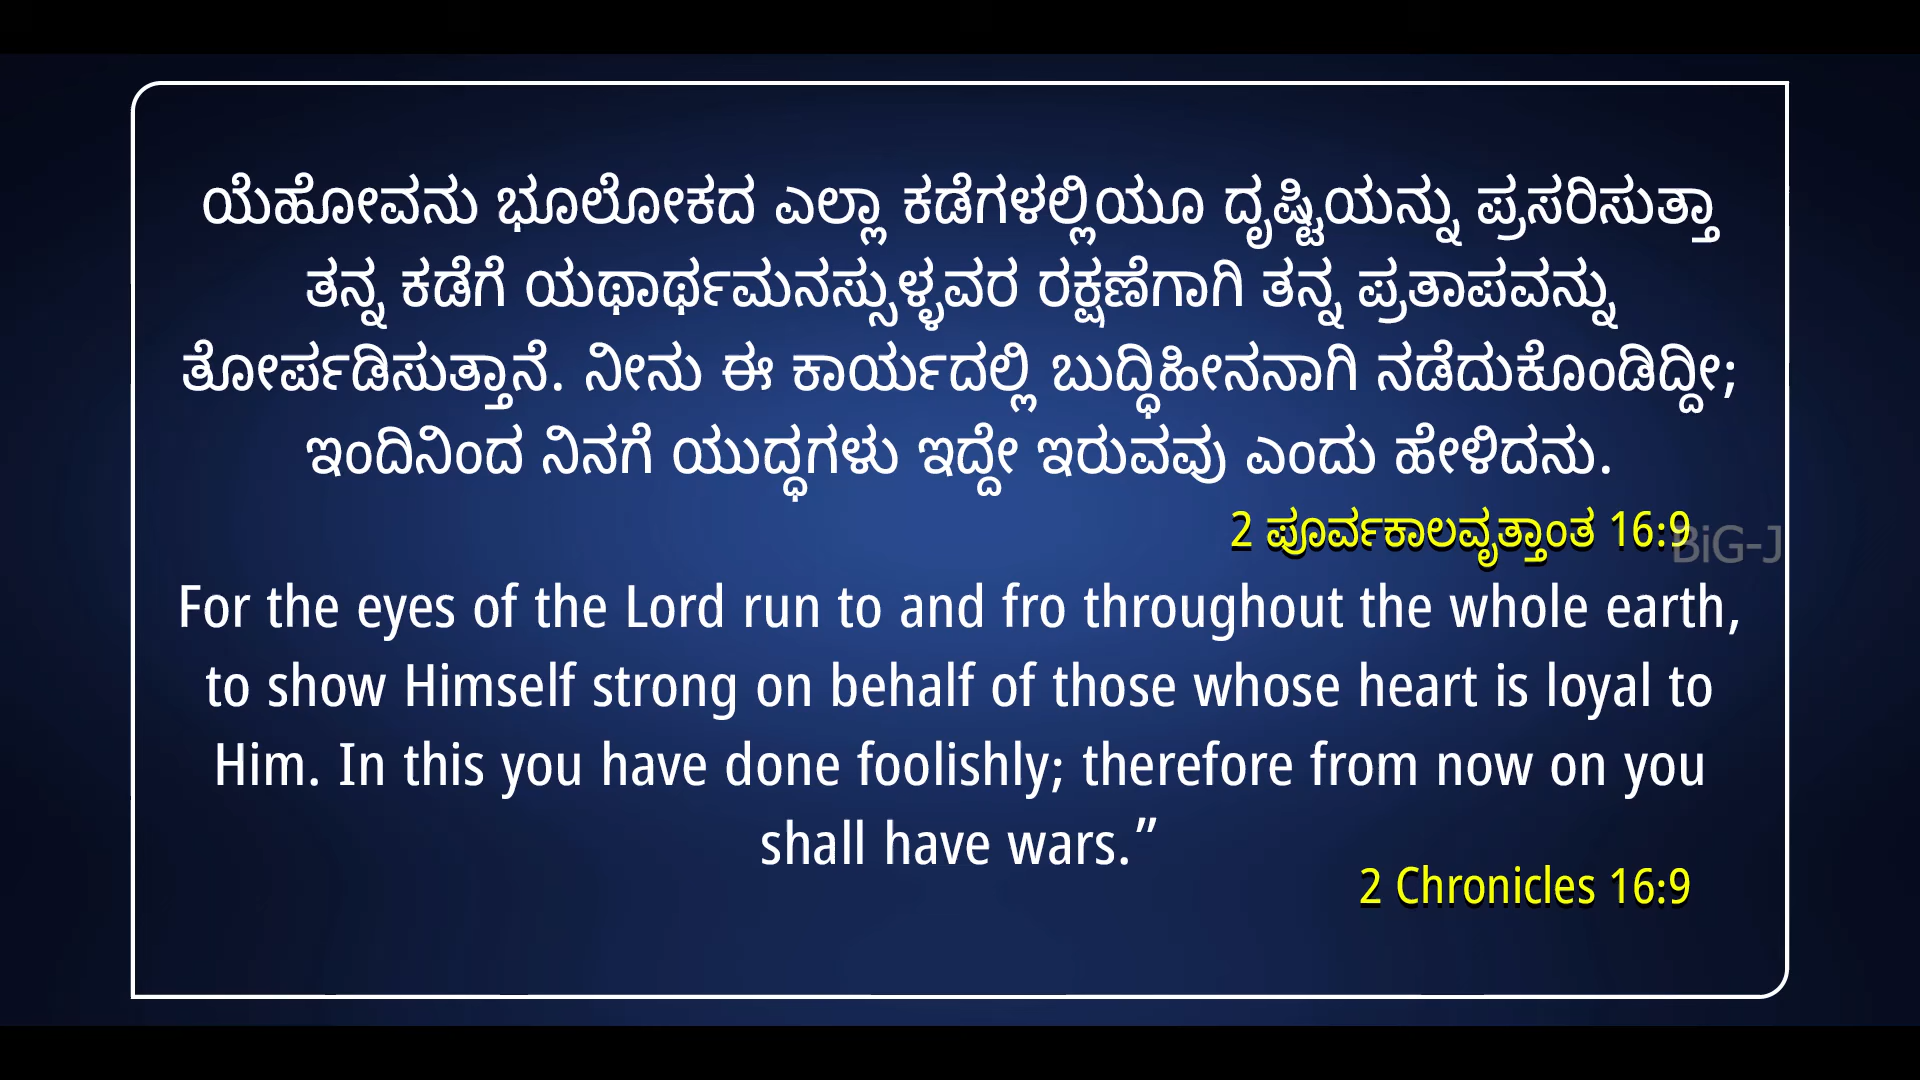 ಯೆಹೋವನು ಭೂಲೋಕದ ಎಲ್ಲಾ ಕಡೆಗಳಲ್ಲಿಯೂ ದೃಷ್ಟಿಯನ್ನು ಪ್ರಸರಿಸುತ್ತಾ
ತನ್ನ ಕಡೆಗೆ ಯಥಾರ್ಥಮನಸ್ಸುಳ್ಳವರ ರಕ್ಷಣೆಗಾಗಿ ತನ್ನ ಪ್ರತಾಪವನ್ನು
ತೋರ್ಪಡಿಸುತ್ತಾನೆ. ನೀನು ಈ ಕಾರ್ಯದಲ್ಲಿ ಬುದ್ಧಿಹೀನನಾಗಿ ನಡೆದುಕೊಂಡಿದ್ದೀ;
ಇಂದಿನಿಂದ ನಿನಗೆ ಯುದ್ಧಗಳು ಇದ್ದೇ ಇರುವವು ಎಂದು ಹೇಳಿದನು.
2 ಪೂರ್ವಕಾಲವೃತ್ತಾಂತ 16:9
BiG-J
For the eyes of the Lord run to and fro throughout the whole earth,
to show Himself strong on behalf of those whose heart is loyal to
Him. In this you have done foolishly; therefore from now on you
shall have wars.”
2 Chronicles 16:9